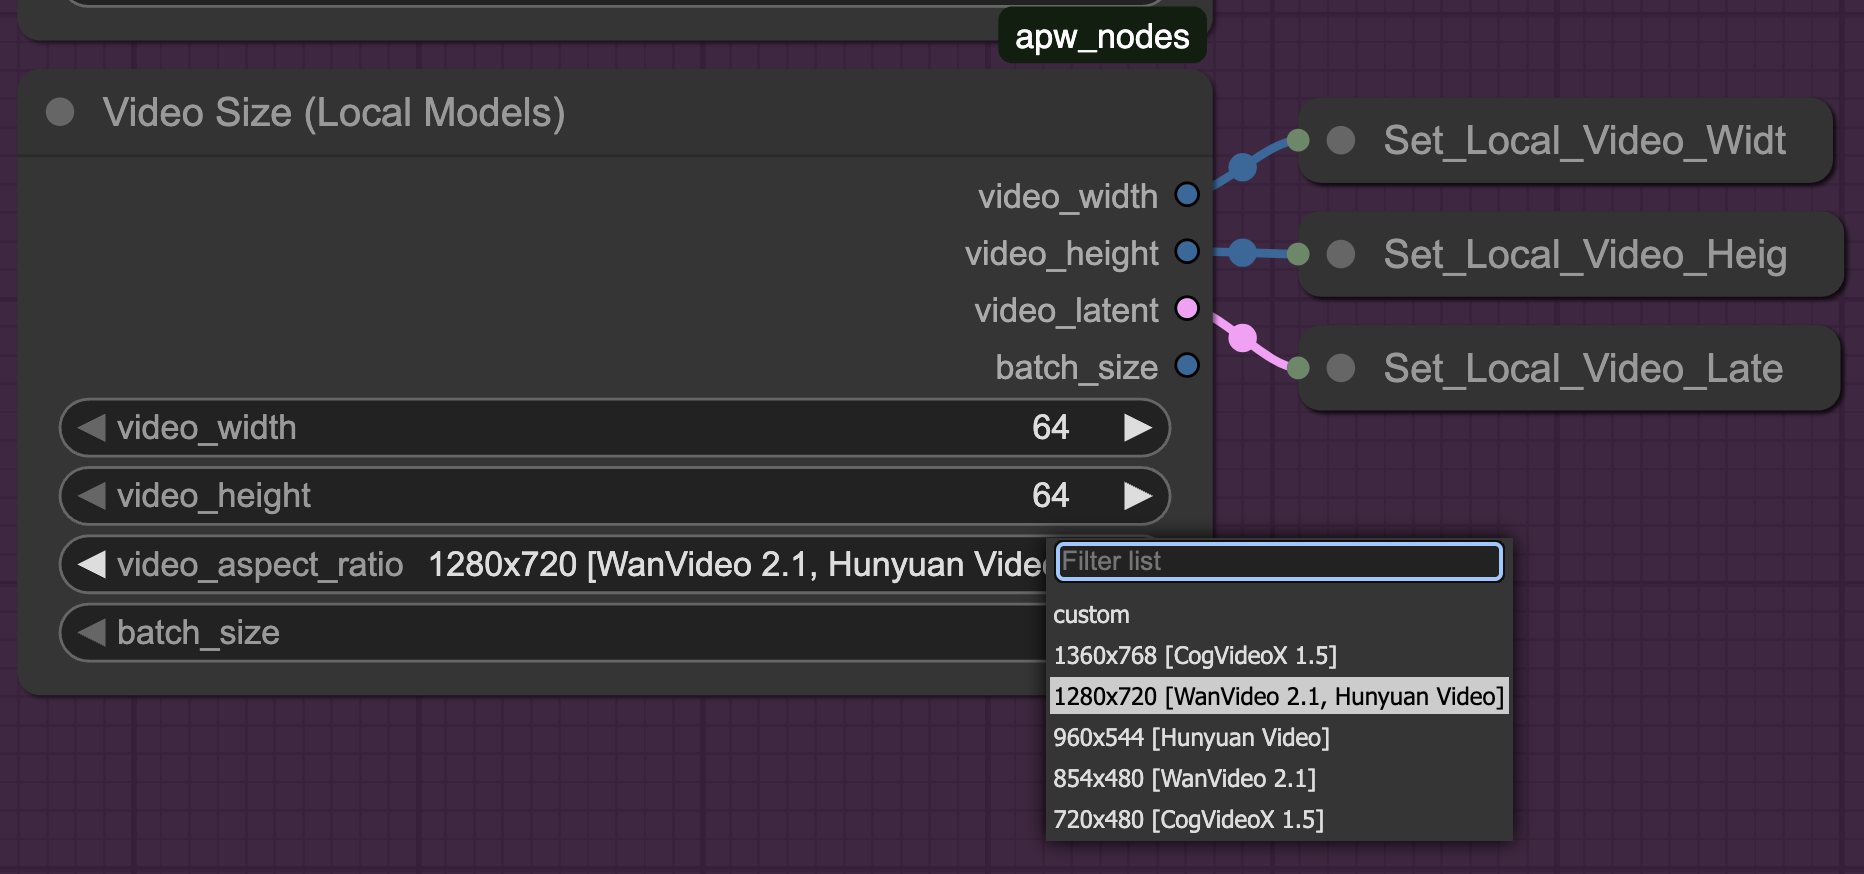 apw_nodes
Video Size (Local Models)
video_width
video_height
video_latent
batch_size
Set_Local_Video_Widt
Set_Local_Video_Heig
Set_Local_Video_Late
video_width 64
video_height 64
video_aspect_ratio 1280x720 [WanVideo 2.1, Hunyuan Vide
batch_size
Filter list
custom
1360x768 [CogVideoX 1.5]
1280x720 [WanVideo 2.1, Hunyuan Video]
960x544 [Hunyuan Video]
854x480 [WanVideo 2.1]
720x480 [CogVideoX 1.5]